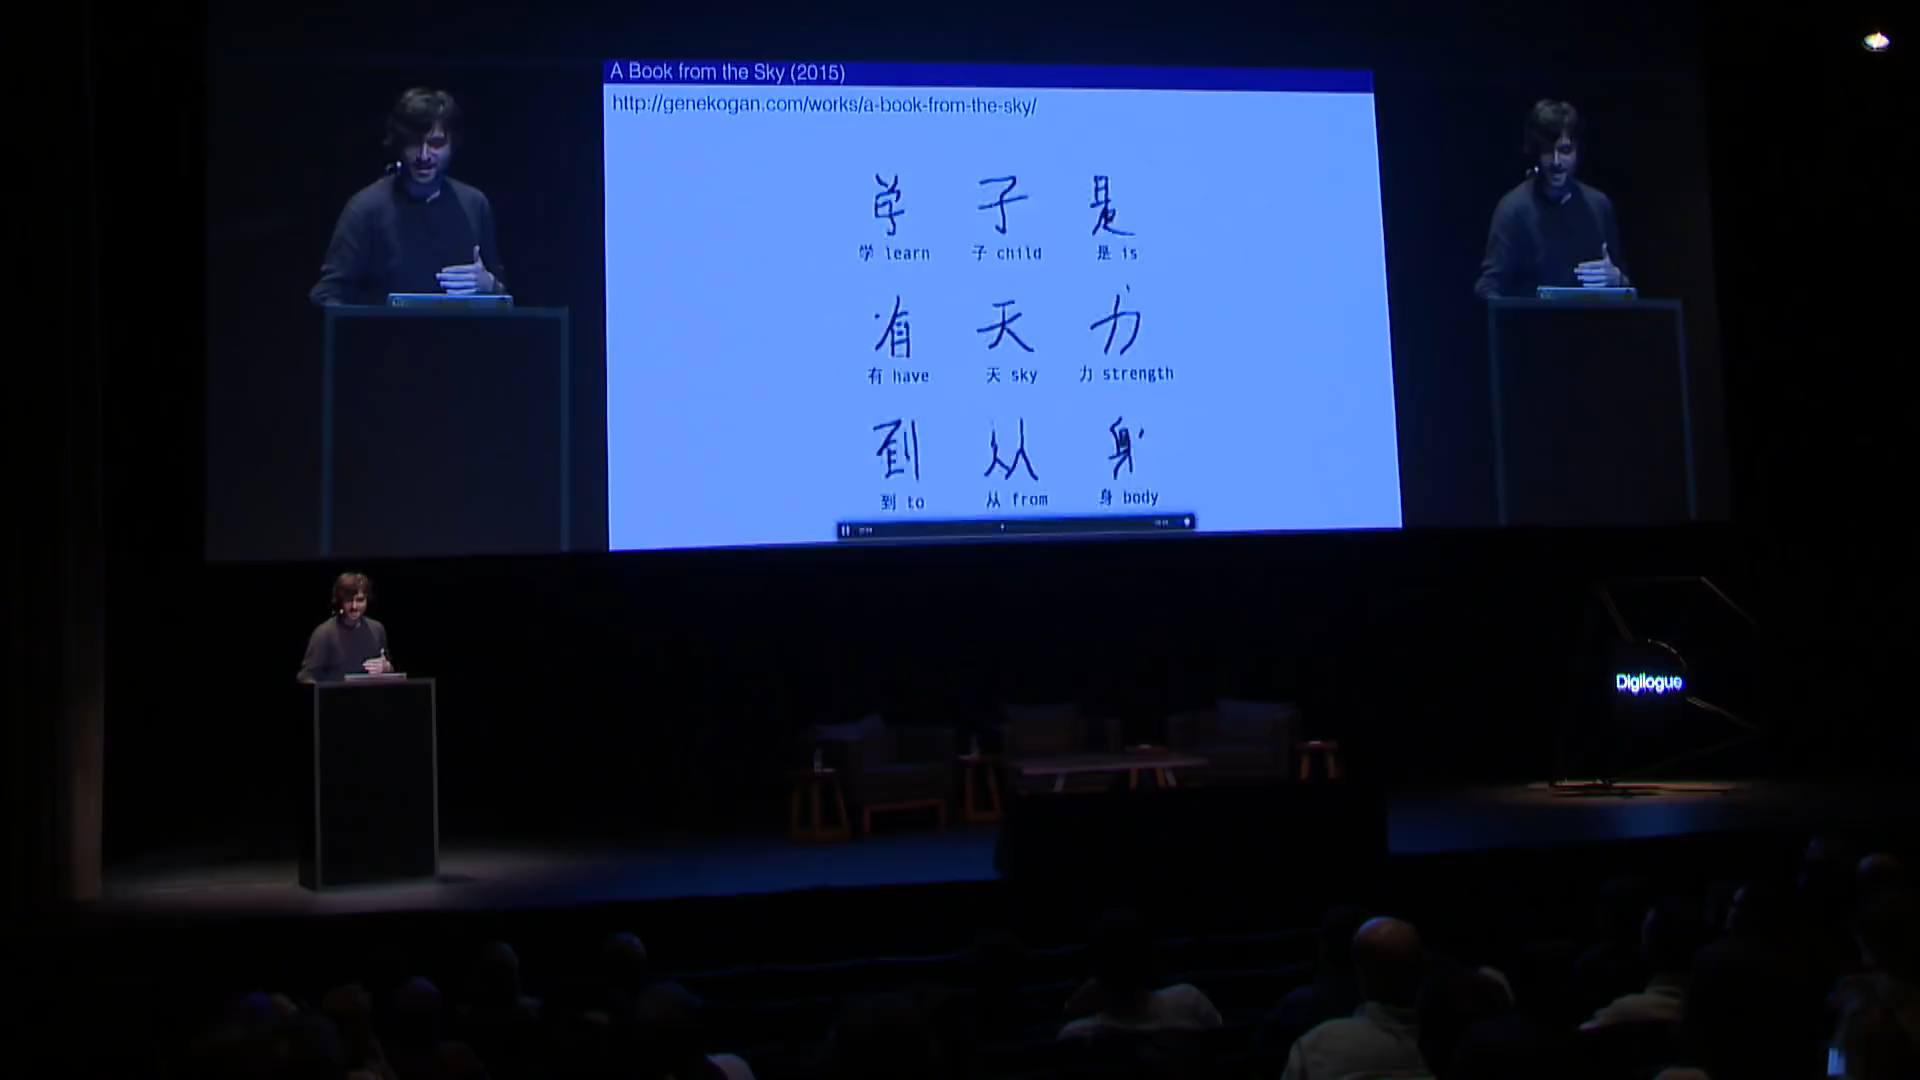 A Book from the Sky (2015)
http://genekogan.com/works/a-book-from-the-sky/
学 子 是
学 learn 子 child 是 is
有 天 力
有 have 天 sky 力 strength
到 从 身
到 to 从 from 身 body
Digilogue